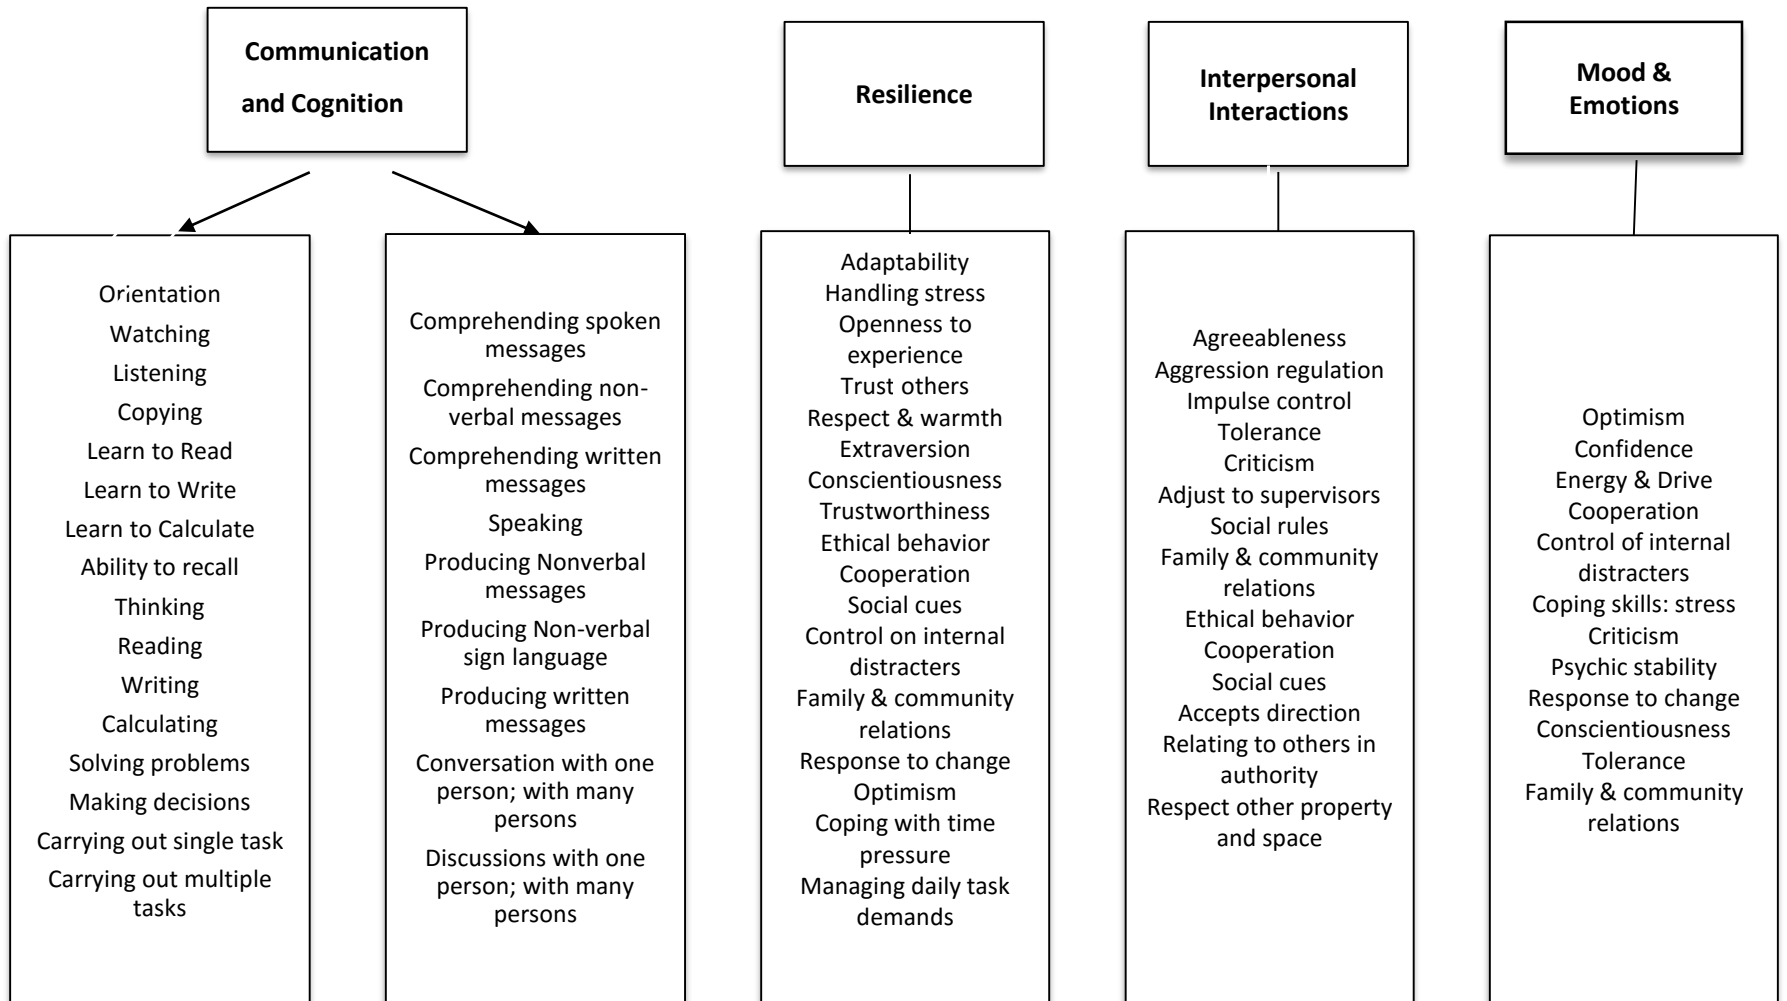 Communication
and Cognition
Resilience
Interpersonal
Interactions
Mood &
Emotions
Orientation
Watching
Listening
Copying
Learn to Read
Learn to Write
Learn to Calculate
Ability to recall
Thinking
Reading
Writing
Calculating
Solving problems
Making decisions
Carrying out single task
Carrying out multiple
tasks
Comprehending spoken
messages
Comprehending non-
verbal messages
Comprehending written
messages
Speaking
Producing Nonverbal
messages
Producing Non-verbal
sign language
Producing written
messages
Conversation with one
person; with many
persons
Discussions with one
person; with many
persons
Adaptability
Handling stress
Openness to
experience
Trust others
Respect & warmth
Extraversion
Conscientiousness
Trustworthiness
Ethical behavior
Cooperation
Social cues
Control on internal
distracters
Family & community
relations
Response to change
Optimism
Coping with time
pressure
Managing daily task
demands
Agreeableness
Aggression regulation
Impulse control
Tolerance
Criticism
Adjust to supervisors
Social rules
Family & community
relations
Ethical behavior
Cooperation
Social cues
Accepts direction
Relating to others in
authority
Respect other property
and space
Optimism
Confidence
Energy & Drive
Cooperation
Control of internal
distracters
Coping skills: stress
Criticism
Psychic stability
Response to change
Conscientiousness
Tolerance
Family & community
relations